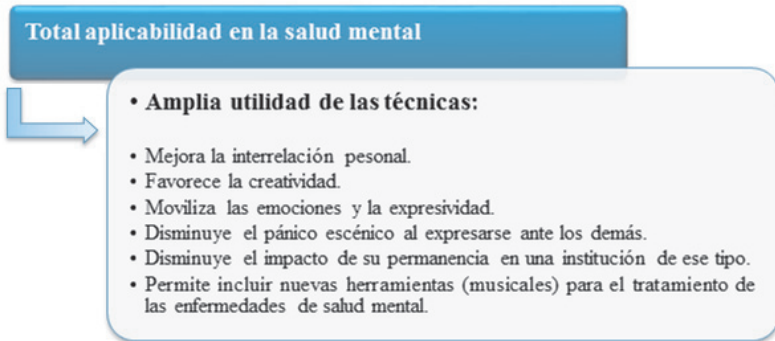 Total aplicabilidad en la salud mental
• Amplia utilidad de las técnicas:
• Mejora la interrelación pesonal.
• Favorece la creatividad.
• Moviliza las emociones y la expresividad.
• Disminuye el pánico escénico al expresarse ante los demás.
• Disminuye el impacto de su permanencia en una institución de ese tipo.
• Permite incluir nuevas herramientas (musicales) para el tratamiento de
las enfermedades de salud mental.